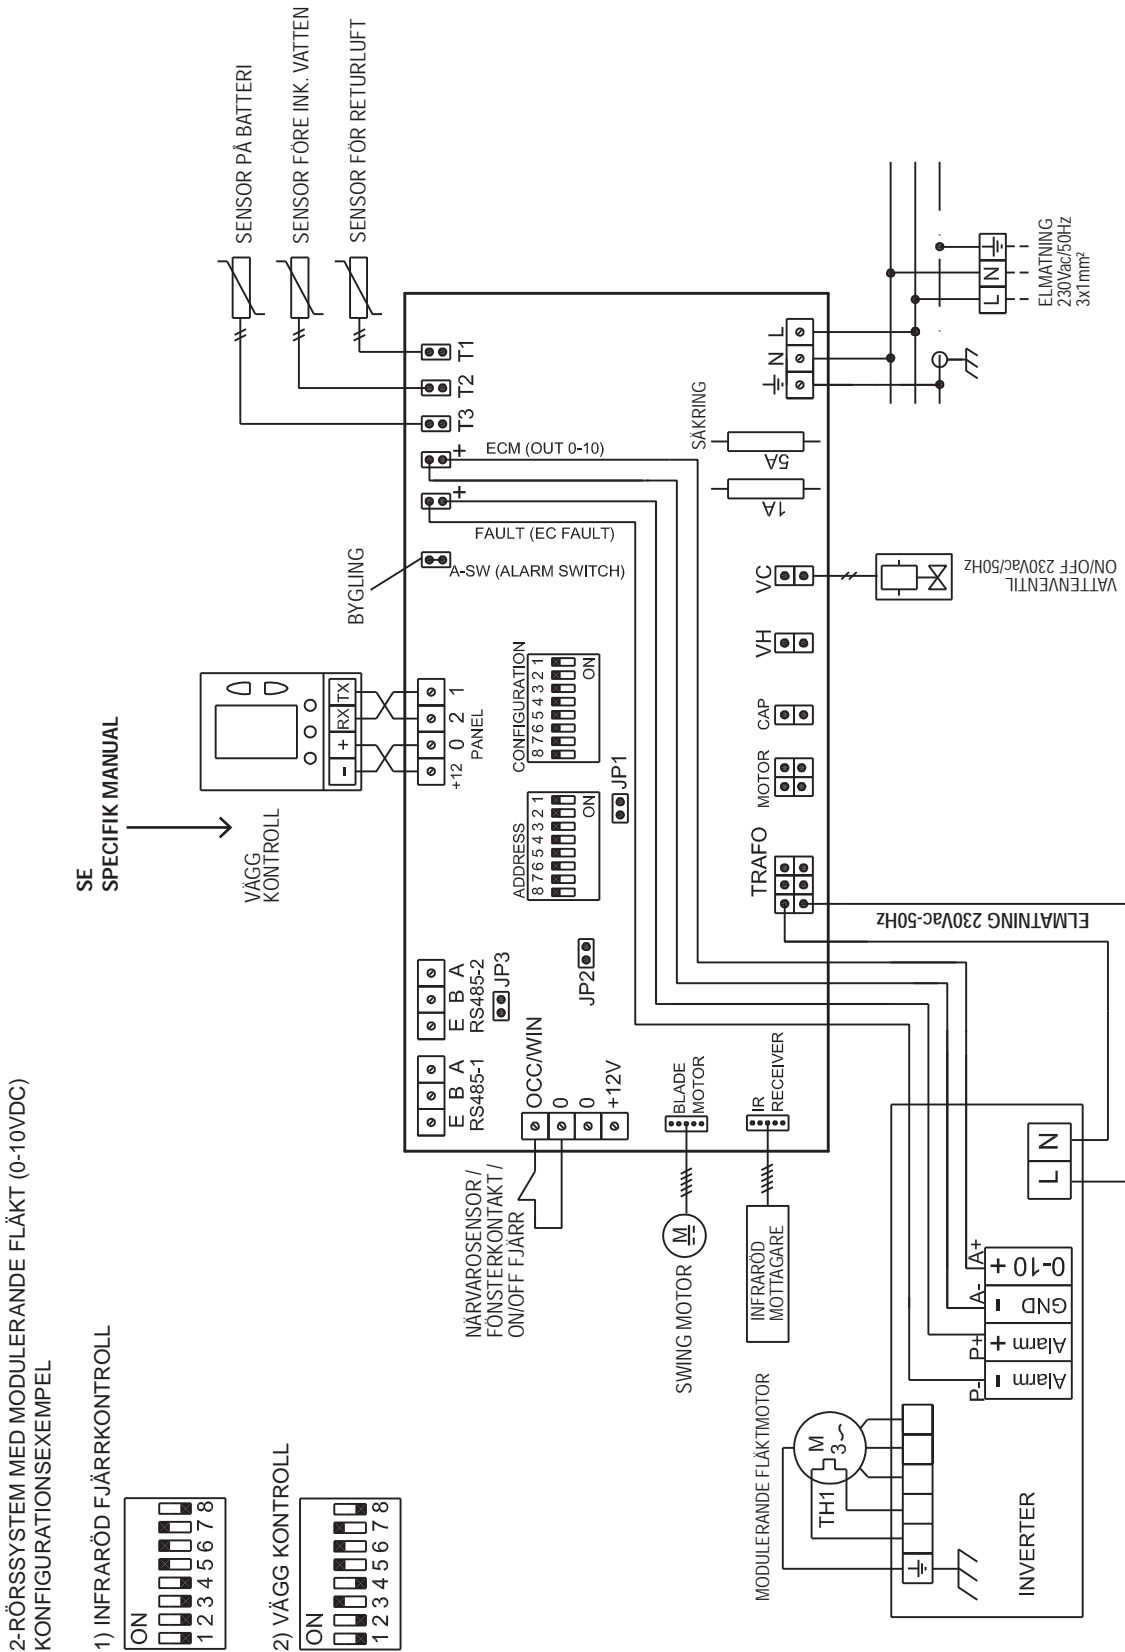 2-RÖRSSYSTEM MED MODULERANDE FLÄKT (0-10VDC)
KONFIGURATIONSEXEMPEL
1) INFRARÖD FJÄRRKONTROLL
ON
1 2 3 4 5 6 7 8
2) VÄGG KONTROLL
ON
1 2 3 4 5 6 7 8
SE
SPECIFIK MANUAL
VÄGG
KONTROLL
- + RX TX
+12 0 2 1
PANEL
SENSOR PÅ BATTERI
SENSOR FÖRE INK. VATTEN
SENSOR FÖR RETURLUFT
BYGLING
E B A
RS485-1
E B A
RS485-2
JP3
A-SW (ALARM SWITCH)
+
FAULT (EC FAULT)
+
ECM (OUT 0-10)
T3
T2
T1
OCC/WIN
0
0
+12V
NÄRVAROSENSOR /
FÖNSTERKONTAKT /
ON/OFF FJÄRR
JP2
ADDRESS
8 7 6 5 4 3 2 1
ON
JP1
CONFIGURATION
8 7 6 5 4 3 2 1
ON
BLADE
MOTOR
SWING MOTOR
M
IR
RECEIVER
INFRARÖD
MOTTAGARE
TRAFO
MOTOR
CAP
VH
VC
SÄKRING
1A
5A
N
L
ELMATNING 230Vac-50Hz
VATTENVENTIL
ON/OFF 230Vac/50Hz
L N
ELMATNING
230Vac/50Hz
3x1mm²
MODULERANDE FLÄKTMOTOR
M
3~
TH1
P- P+ A- A+
- + - +
Alarm Alarm GND 0-10
L N
INVERTER